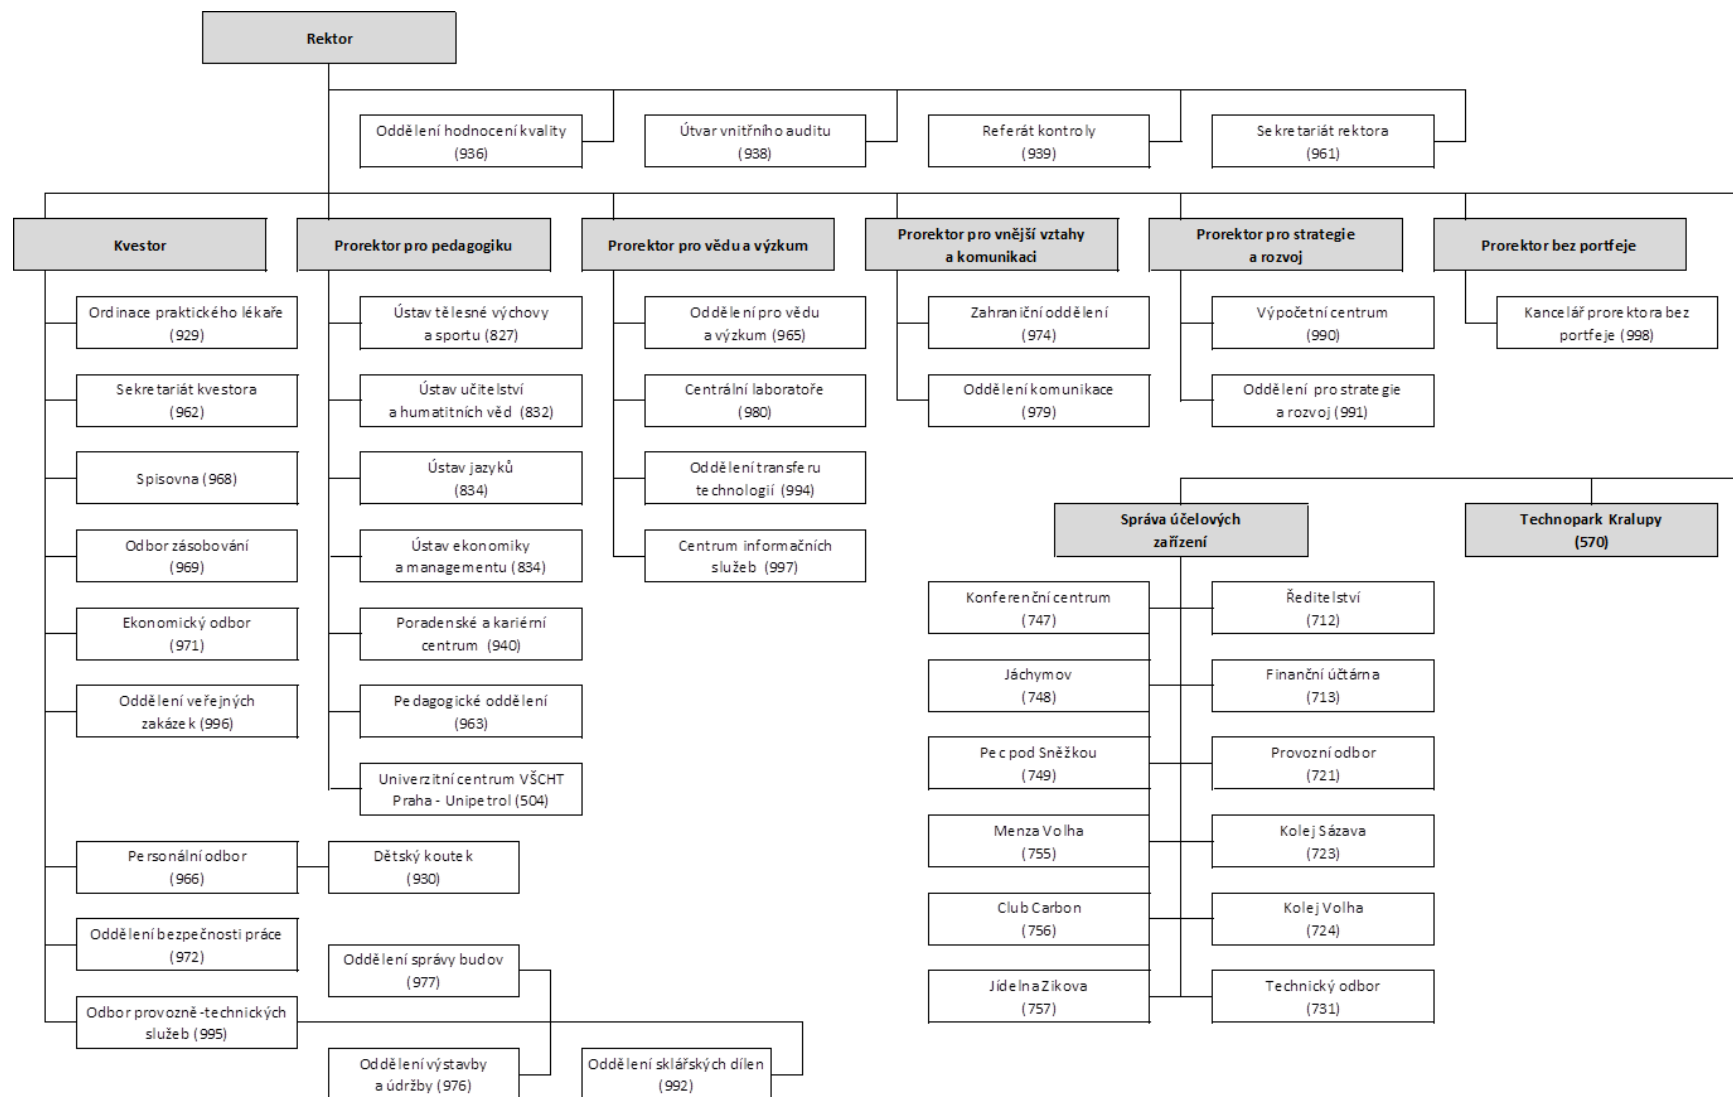 Rektor
Oddělení hodnocení kvality
(936)
Útvar vnitřního auditu
(938)
Referát kontroly
(939)
Sekretariát rektora
(961)
Kvestor
Prorektor pro pedagogiku
Prorektor pro vědu a výzkum
Prorektor pro vnější vztahy
a komunikaci
Prorektor pro strategie
a rozvoj
Prorektor bez portfeje
Ordinace praktického lékaře
(929)
Sekretariát kvestora
(962)
Spisovna (968)
Odbor zásobování
(969)
Ekonomický odbor
(971)
Oddělení veřejných
zakázek (996)
Personální odbor
(966)
Dětský koutek
(930)
Oddělení bezpečnosti práce
(972)
Odbor provozně -technických
služeb (995)
Oddělení správy budov
(977)
Oddělení výstavby
a údržby (976)
Oddělení sklářských dílen
(992)
Ústav tělesné výchovy
a sportu (827)
Ústav učitelství
a humatitních věd (832)
Ústav jazyků
(834)
Ústav ekonomiky
a managementu (834)
Poradenské a kariérní
centrum (940)
Pedagogické oddělení
(963)
Univerzitní centrum VŠCHT
Praha - Unipetrol (504)
Oddělení pro vědu
a výzkum (965)
Centrální laboratoře
(980)
Oddělení transferu
technologií (994)
Centrum informačních
služeb (997)
Zahraniční oddělení
(974)
Oddělení komunikace
(979)
Výpočetní centrum
(990)
Oddělení pro strategie
a rozvoj (991)
Kancelář prorektora bez
portfeje (998)
Správa účelových
zařízení
Technopark Kralupy
(570)
Konferenční centrum
(747)
Ředitelství
(712)
Jáchymov
(748)
Finanční účtárna
(713)
Pec pod Sněžkou
(749)
Provozní odbor
(721)
Menza Volha
(755)
Kolej Sázava
(723)
Club Carbon
(756)
Kolej Volha
(724)
Jídelna Zikova
(757)
Technický odbor
(731)